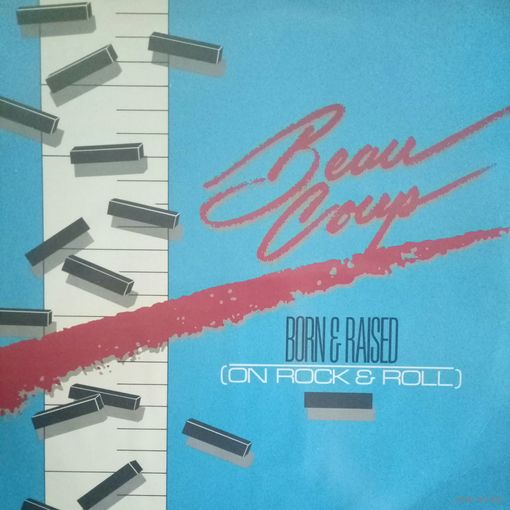 Beau
Coup
BORN & RAISED
(ON ROCK & ROLL)